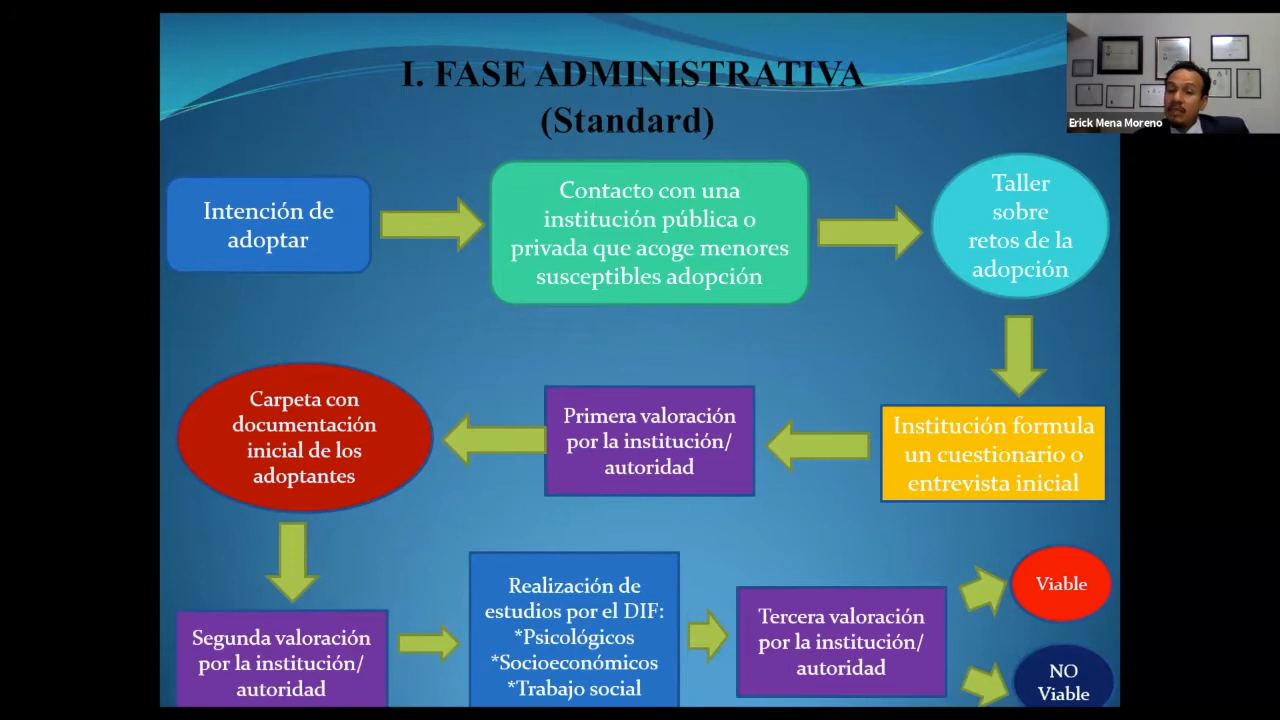 I. FASE ADMINISTRATIVA
(Standard)
Erick Mena Moreno
Intención de
adoptar
Contacto con una
institución pública o
privada que acoge menores
susceptibles adopción
Taller
sobre
retos de la
adopción
Institución formula
un cuestionario o
entrevista inicial
Primera valoración
por la institución/
autoridad
Carpeta con
documentación
inicial de los
adoptantes
Segunda valoración
por la institución/
autoridad
Realización de
estudios por el DIF:
*Psicológicos
*Socioeconómicos
*Trabajo social
Tercera valoración
por la institución/
autoridad
Viable
NO
Viable